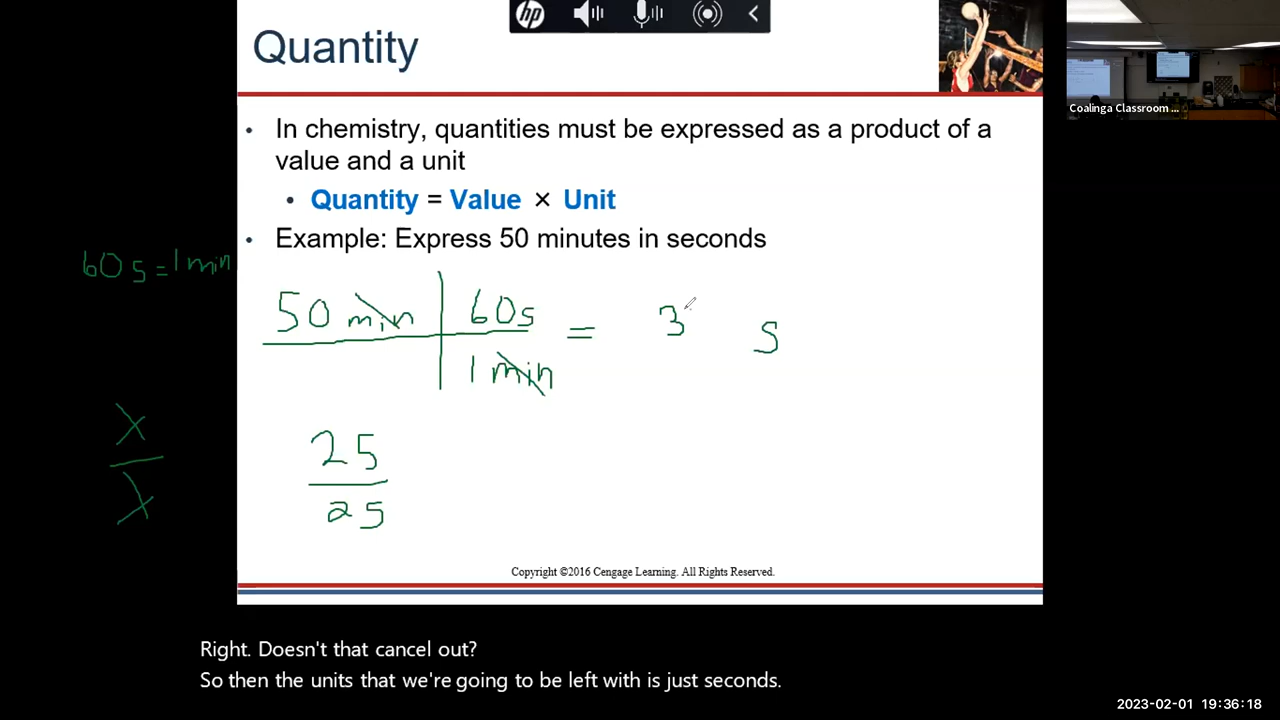 hp
Quantity
Coalinga Classroom ...
• In chemistry, quantities must be expressed as a product of a
value and a unit
• Quantity = Value × Unit
• Example: Express 50 minutes in seconds
60 s = 1 min
50 min | 60 s
= 3 s
1 min
x
x
25
25
Copyright ©2016 Cengage Learning. All Rights Reserved.
Right. Doesn't that cancel out?
So then the units that we're going to be left with is just seconds.
2023-02-01 19:36:18